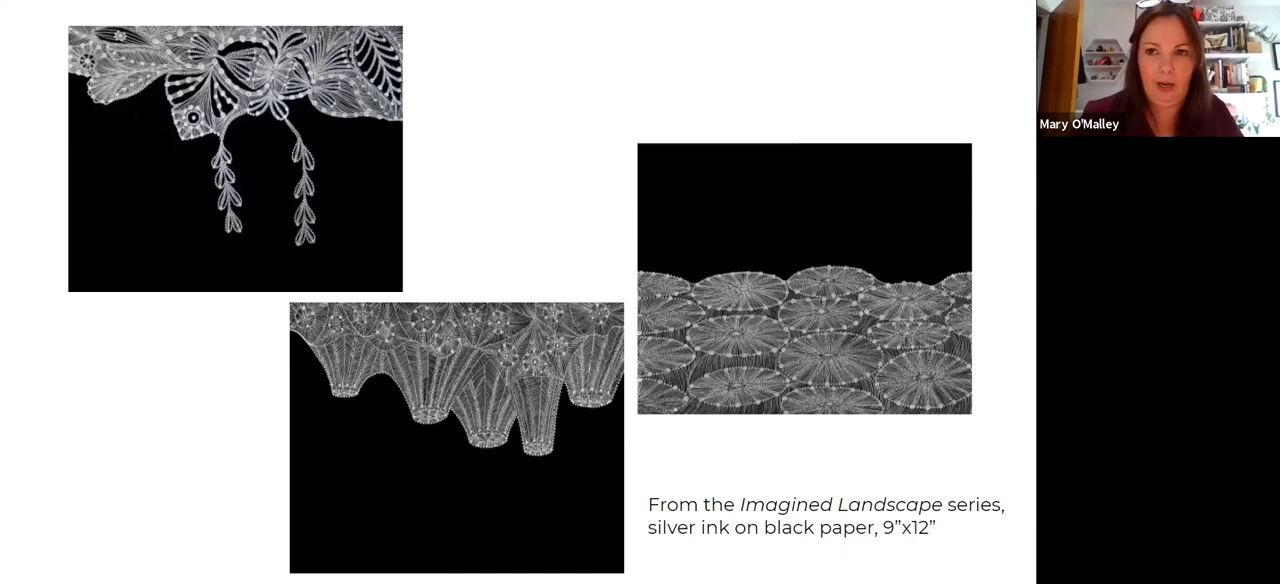 Mary O'Malley
From the Imagined Landscape series,
silver ink on black paper, 9”x12”